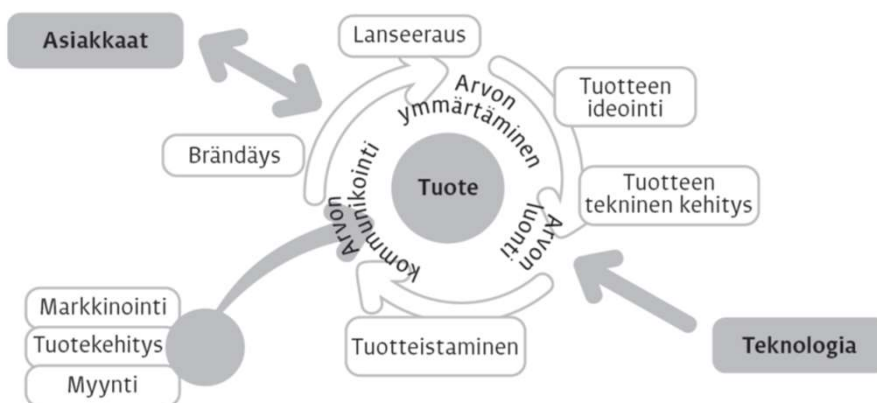 Asiakkaat
Lanseeraus
Arvon
ymmärtäminen
Tuotteen
ideointi
Brändäys
Tuote
Tuotteen
tekninen kehitys
Arvon
luonti
Arvon
kommunikointi
Markkinointi
Tuotekehitys
Myynti
Tuotteistaminen
Teknologia